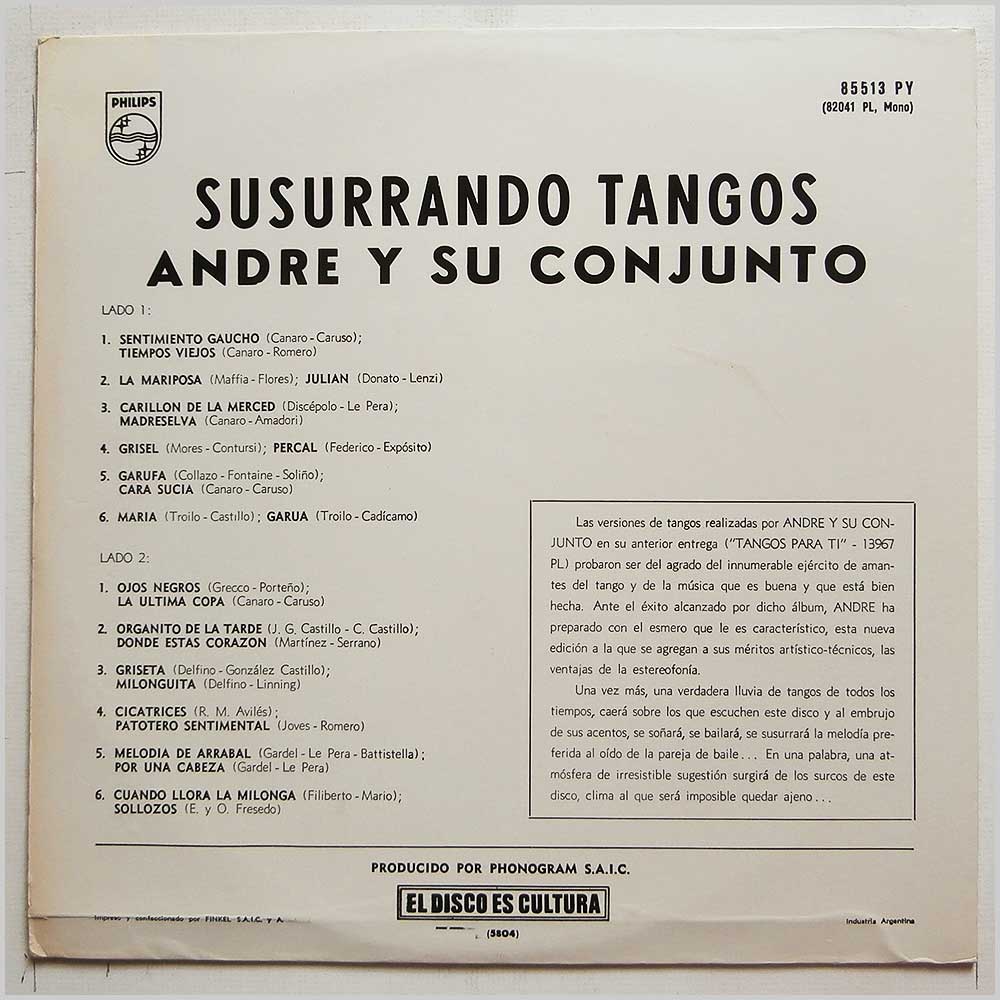 PHILIPS
85513 PY
(82041 PL, Mono)
SUSURRANDO TANGOS
ANDRE Y SU CONJUNTO
LADO 1:
1. SENTIMIENTO GAUCHO (Canaro - Caruso);
TIEMPOS VIEJOS (Canaro - Romero)
2. LA MARIPOSA (Maffia - Flores); JULIAN (Donato - Lenzi)
3. CARILLON DE LA MERCED (Discépolo - Le Pera);
MADRESELVA (Canaro - Amadori)
4. GRISEL (Mores - Contursi); PERCAL (Federico - Expósito)
5. GARUFA (Collazo - Fontaine - Soliño);
CARA SUCIA (Canaro - Caruso)
6. MARIA (Troilo - Castillo); GARUA (Troilo - Cadícamo)
LADO 2:
1. OJOS NEGROS (Grecco - Porteño);
LA ULTIMA COPA (Canaro - Caruso)
2. ORGANITO DE LA TARDE (J. G. Castillo - C. Castillo);
DONDE ESTAS CORAZON (Martínez - Serrano)
3. GRISETA (Delfino - González Castillo);
MILONGUITA (Delfino - Linning)
4. CICATRICES (R. M. Avilés);
PATOTERO SENTIMENTAL (Joves - Romero)
5. MELODIA DE ARRABAL (Gardel - Le Pera - Battistella);
POR UNA CABEZA (Gardel - Le Pera)
6. CUANDO LLORA LA MILONGA (Filiberto - Mario);
SOLLOZOS (E. y O. Fresedo)
Las versiones de tangos realizadas por ANDRE Y SU CON-
JUNTO en su anterior entrega ("TANGOS PARA TI" - 13967
PL) probaron ser del agrado del innumerable ejército de aman-
tes del tango y de la música que es buena y que está bien
hecha. Ante el éxito alcanzado por dicho álbum, ANDRE ha
preparado con el esmero que le es característico, esta nueva
edición a la que se agregan a sus méritos artístico-técnicos, las
ventajas de la estereofonía.
Una vez más, una verdadera lluvia de tangos de todos los
tiempos, caerá sobre los que escuchen este disco y al embrujo
de sus acentos, se soñará, se bailará, se susurrará la melodía pre-
ferida al oído de la pareja de baile... En una palabra, una at-
mósfera de irresistible sugestión surgirá de los surcos de este
disco, clima al que será imposible quedar ajeno...
PRODUCIDO POR PHONOGRAM S.A.I.C.
EL DISCO ES CULTURA
Impreso y confeccionado por FINKEL S.A.I.C. y A.
(5804)
Industria Argentina